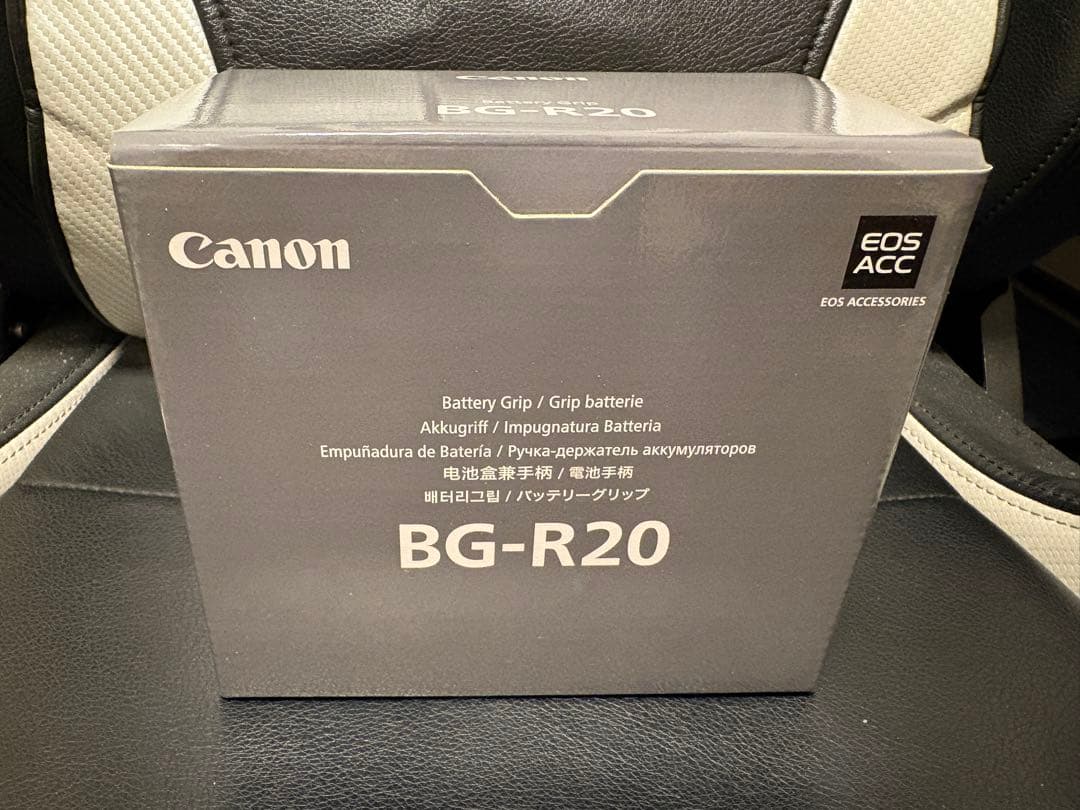 Canon
Battery Grip
BG-R20
Canon
EOS
ACC
EOS ACCESSORIES
Battery Grip / Grip batterie
Akkugriff / Impugnatura Batteria
Empuñadura de Batería / Ручка-держатель аккумуляторов
电池盒兼手柄 / 電池手柄
배터리그립 / バッテリーグリップ
BG-R20